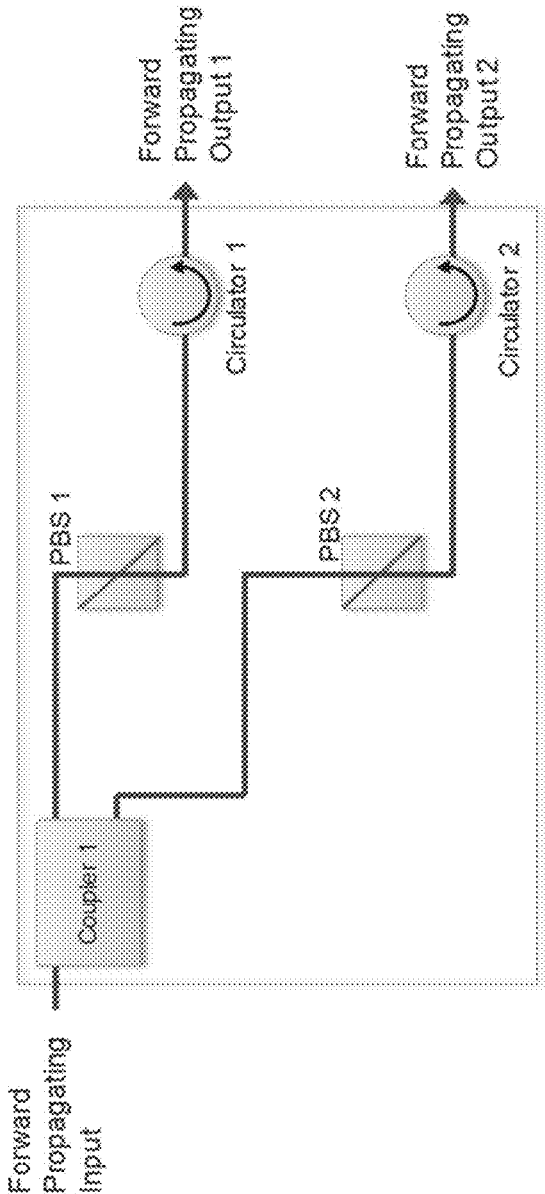 Forward
Propagating
Input
Coupler 1
PBS 1
PBS 2
Circulator 1
Circulator 2
Forward
Propagating
Output 1
Forward
Propagating
Output 2